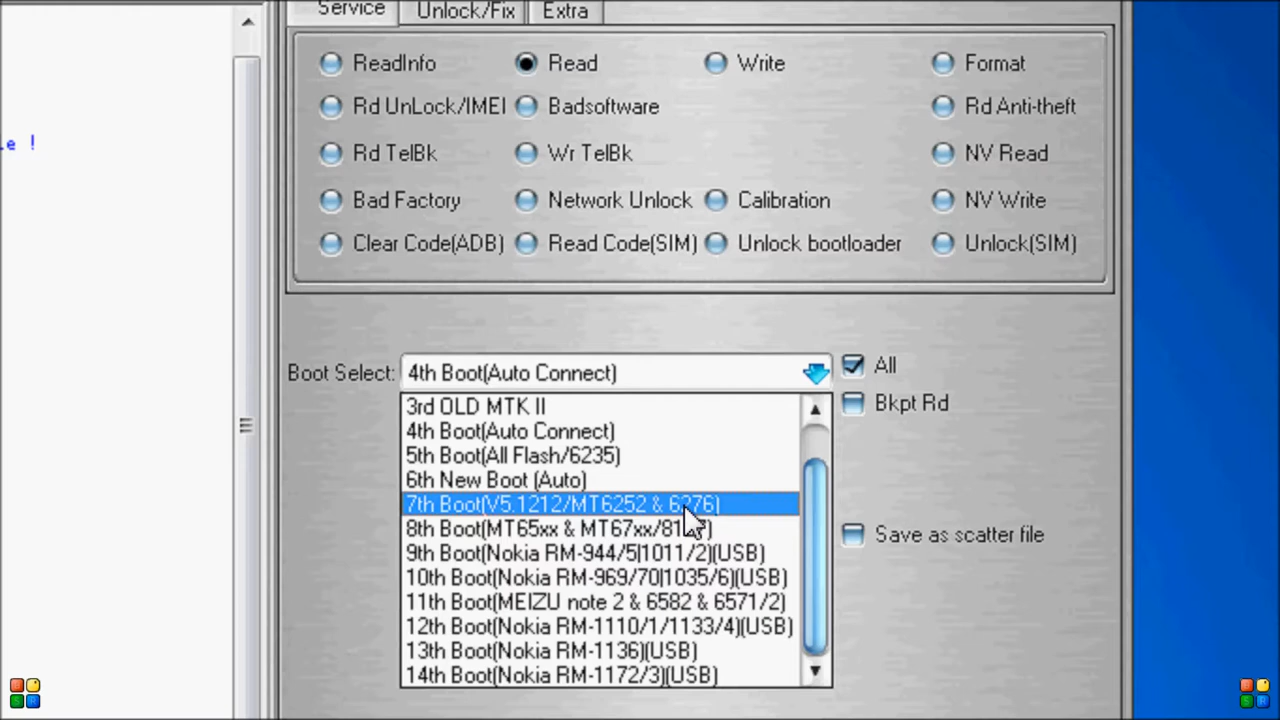 Service Unlock/Fix Extra
ReadInfo Read Write Format
Rd UnLock/IMEI Badsoftware Rd Anti-theft
le !
Rd TelBk Wr TelBk NV Read
Bad Factory Network Unlock Calibration NV Write
Clear Code(ADB) Read Code(SIM) Unlock bootloader Unlock(SIM)
Boot Select: 4th Boot(Auto Connect) All
3rd OLD MTK II Bkpt Rd
4th Boot(Auto Connect)
5th Boot(All Flash/6235)
6th New Boot (Auto)
7th Boot(V5.1212/MT6252 & 6276)
8th Boot(MT65xx & MT67xx/
Save as scatter file
9th Boot(Nokia RM-944/5|1011/2)(USB)
10th Boot(Nokia RM-969/70|1035/6)(USB)
11th Boot(MEIZU note 2 & 6582 & 6571/2)
12th Boot(Nokia RM-1110/1/1133/4)(USB)
13th Boot(Nokia RM-1136)(USB)
14th Boot(Nokia RM-1172/3)(USB)